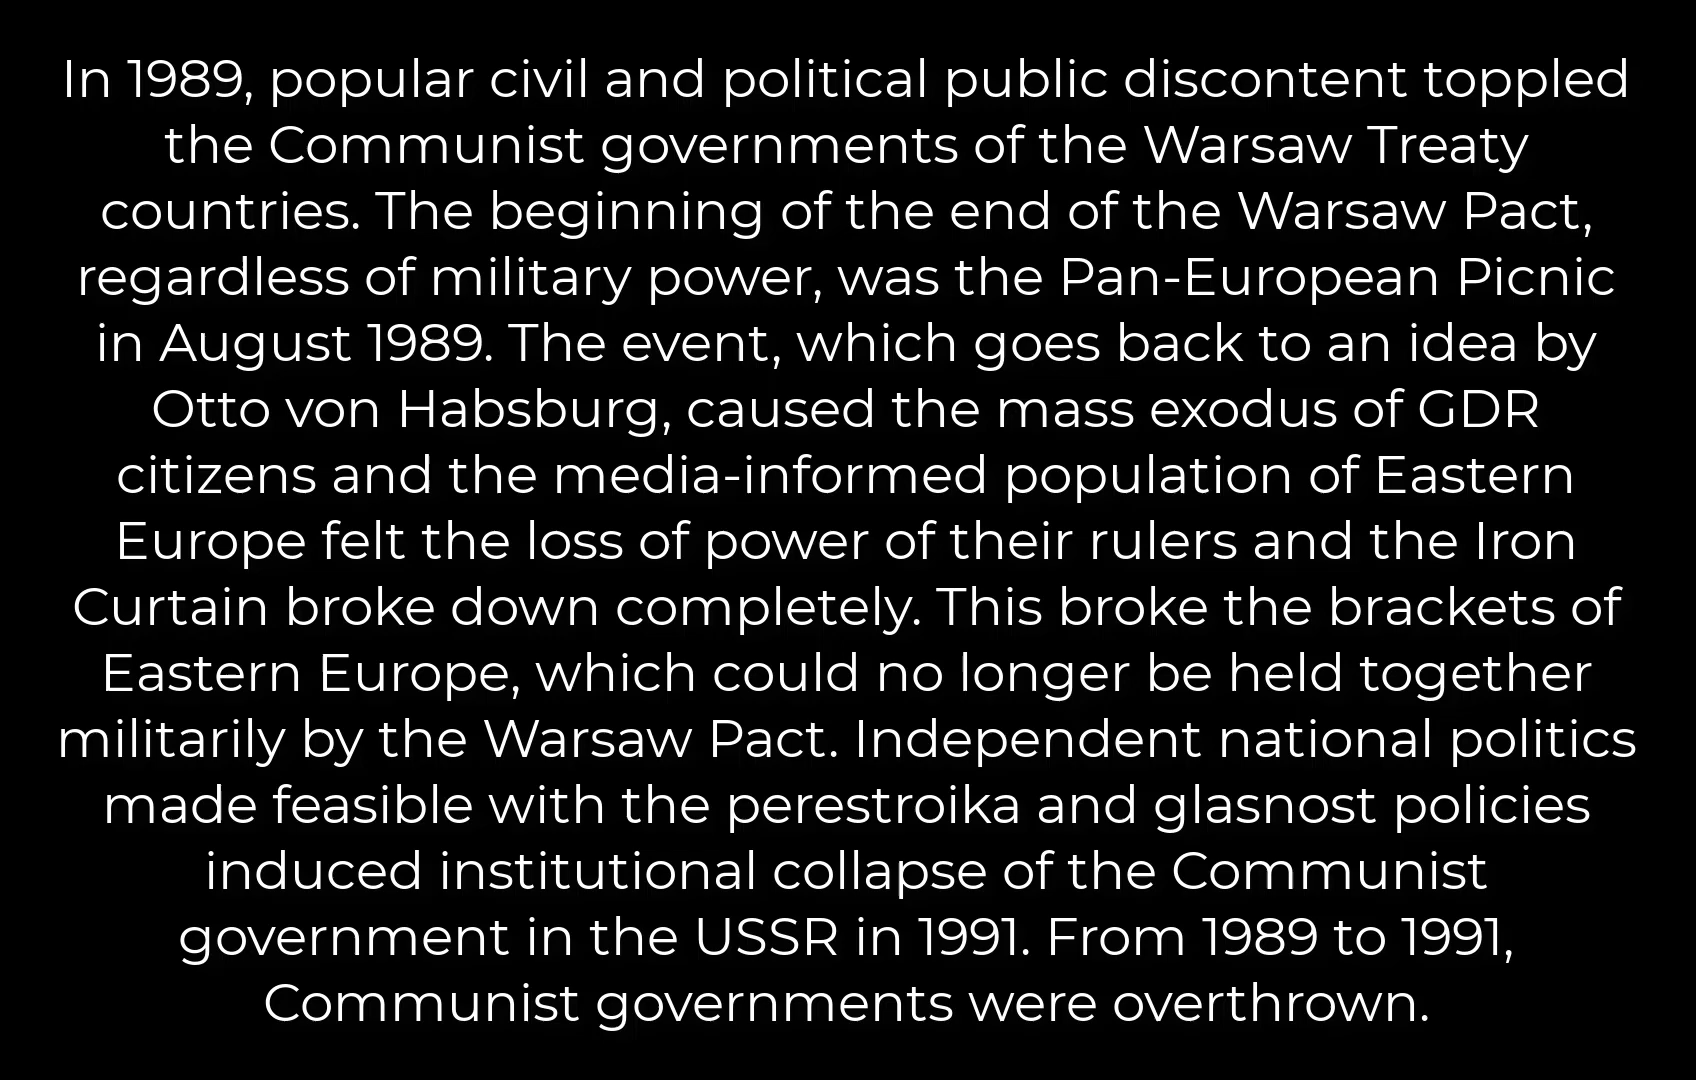 In 1989, popular civil and political public discontent toppled
the Communist governments of the Warsaw Treaty
countries. The beginning of the end of the Warsaw Pact,
regardless of military power, was the Pan-European Picnic
in August 1989. The event, which goes back to an idea by
Otto von Habsburg, caused the mass exodus of GDR
citizens and the media-informed population of Eastern
Europe felt the loss of power of their rulers and the Iron
Curtain broke down completely. This broke the brackets of
Eastern Europe, which could no longer be held together
militarily by the Warsaw Pact. Independent national politics
made feasible with the perestroika and glasnost policies
induced institutional collapse of the Communist
government in the USSR in 1991. From 1989 to 1991,
Communist governments were overthrown.